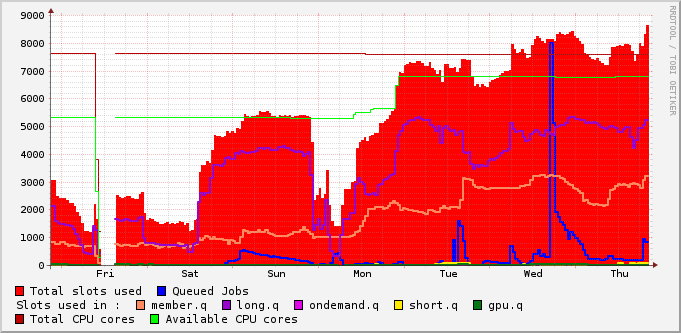 9000
8000
7000
6000
5000
4000
3000
2000
1000
0
Fri Sat Sun Mon Tue Wed Thu
RRDTOOL / TOBI OETIKER
Total slots used Queued Jobs
Slots used in : member.q long.q ondemand.q short.q gpu.q
Total CPU cores Available CPU cores